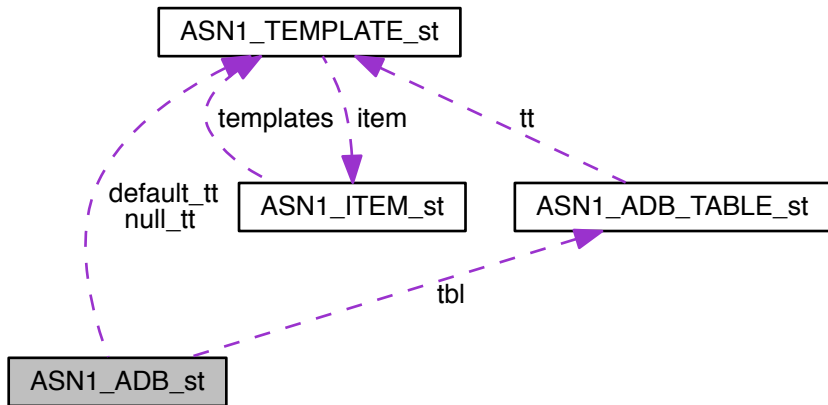 ASN1_TEMPLATE_st
templates
item
tt
default_tt
null_tt
ASN1_ITEM_st
ASN1_ADB_TABLE_st
tbl
ASN1_ADB_st